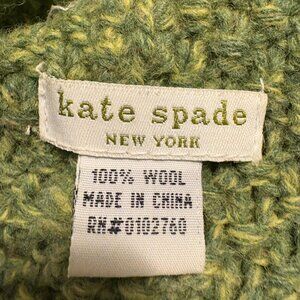 kate spade
NEW YORK
100% WOOL
MADE IN CHINA
RN#0102760